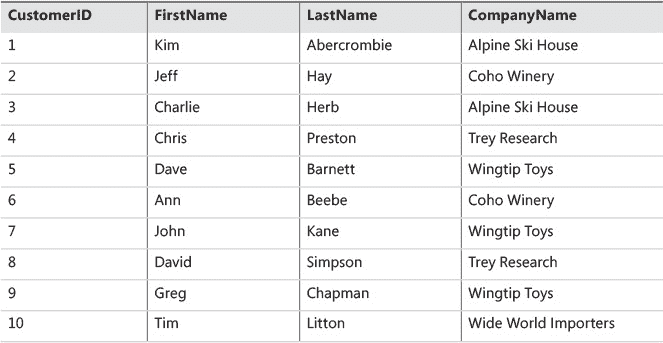 CustomerID FirstName LastName CompanyName
1 Kim Abercrombie Alpine Ski House
2 Jeff Hay Coho Winery
3 Charlie Herb Alpine Ski House
4 Chris Preston Trey Research
5 Dave Barnett Wingtip Toys
6 Ann Beebe Coho Winery
7 John Kane Wingtip Toys
8 David Simpson Trey Research
9 Greg Chapman Wingtip Toys
10 Tim Litton Wide World Importers